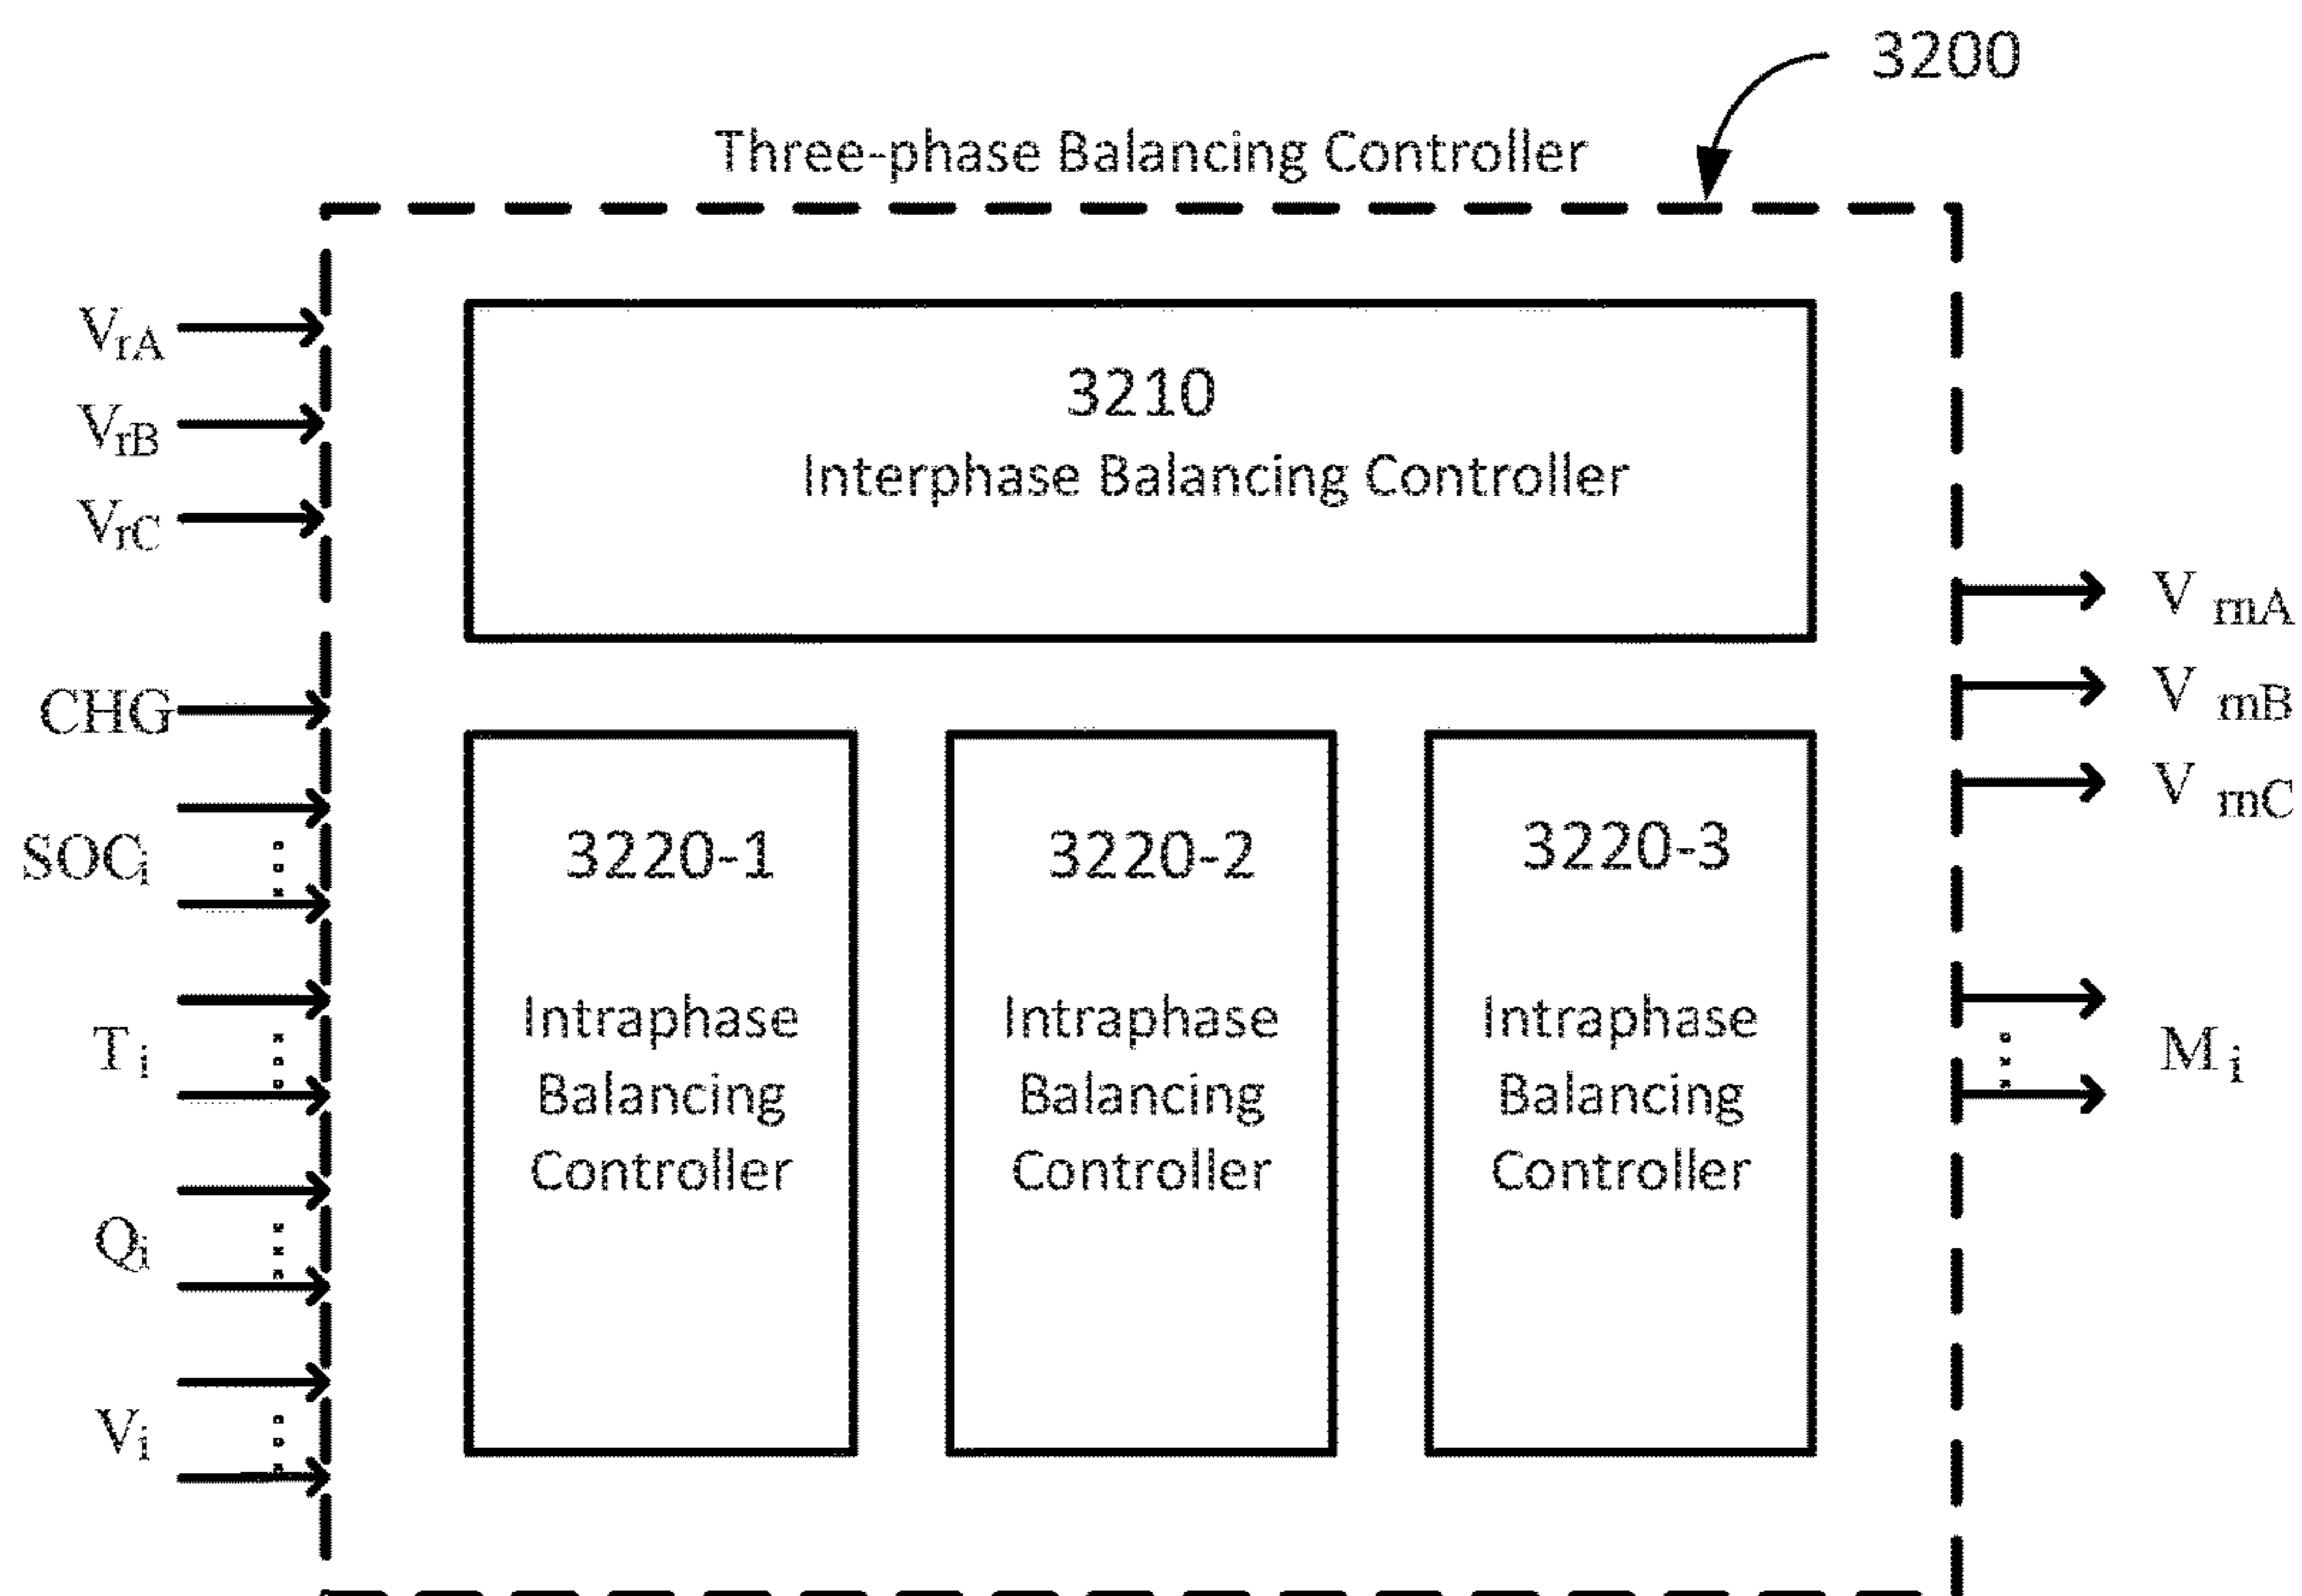 3200
Three-phase Balancing Controller
VrA
VrB
VrC
CHG
SOCi
Ti
Qi
Vi
3210
Interphase Balancing Controller
3220-1
Intraphase
Balancing
Controller
3220-2
Intraphase
Balancing
Controller
3220-3
Intraphase
Balancing
Controller
V mA
V mB
V mC
M i